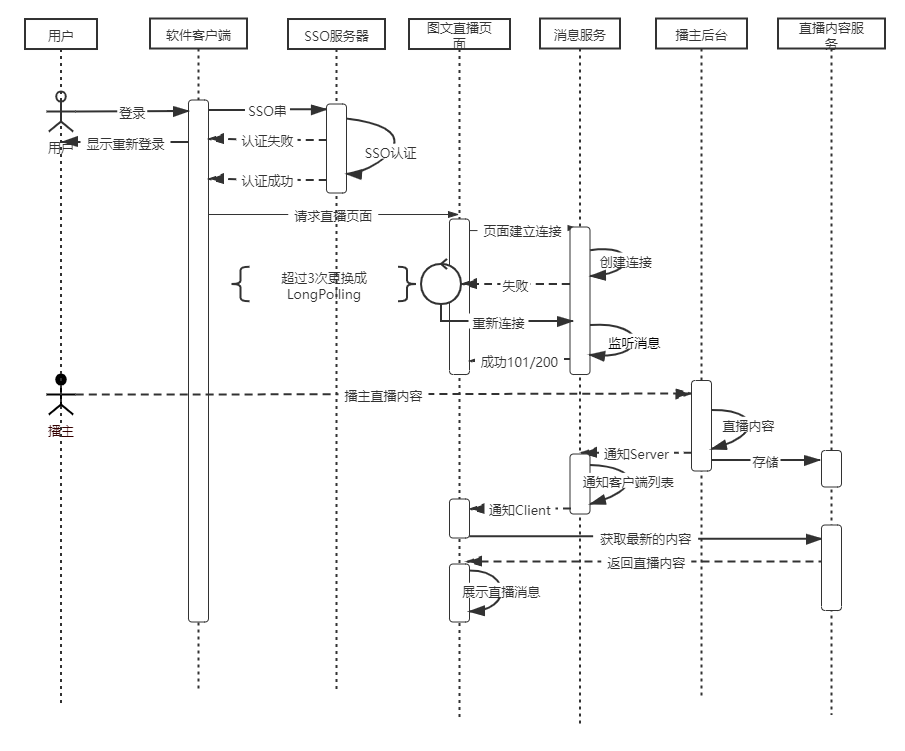 用户
软件客户端
SSO服务器
图文直播页
面
消息服务
播主后台
直播内容服
务
登录
SSO串
用户
显示重新登录
认证失败
SSO认证
认证成功
请求直播页面
页面建立连接
创建连接
超过3次更换成
LongPolling
失败
重新连接
监听消息
成功101/200
播主直播内容
播主
直播内容
通知Server
存储
通知客户端列表
通知Client
获取最新的内容
返回直播内容
展示直播消息